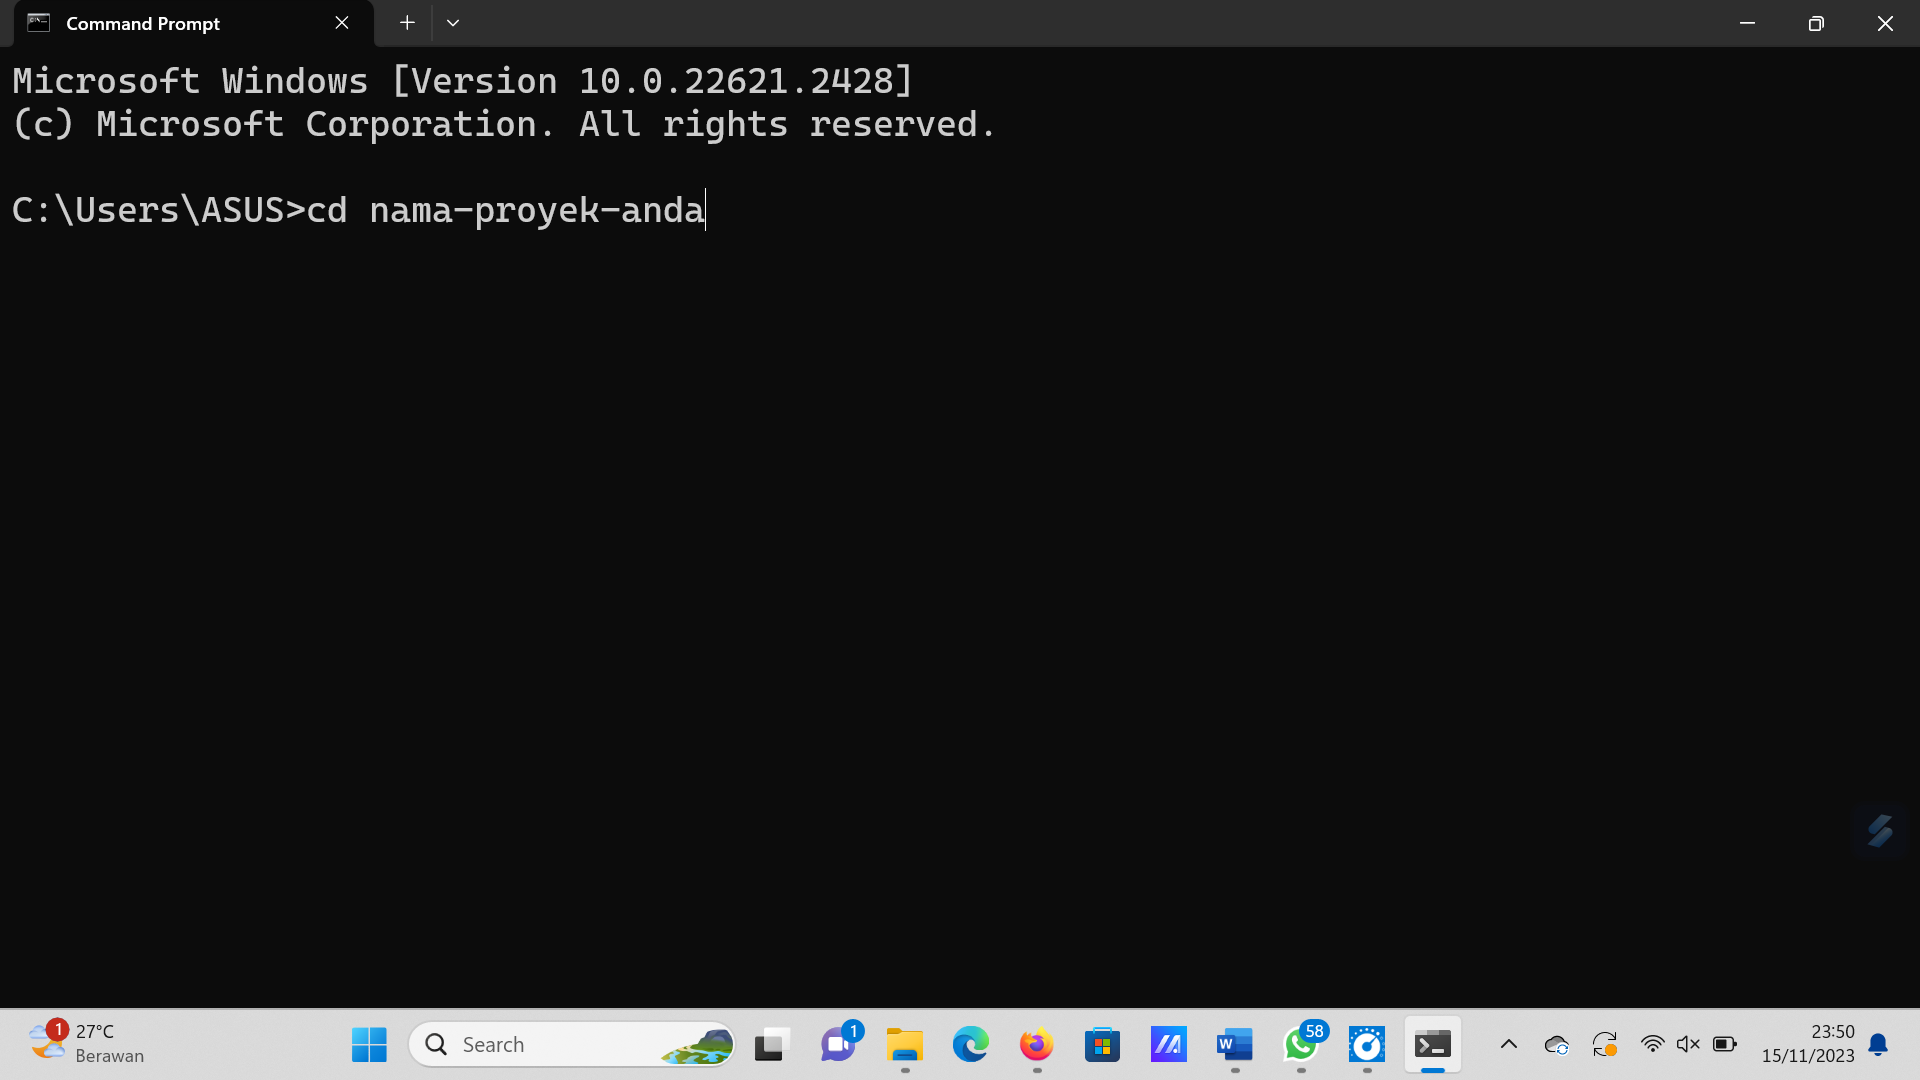 Command Prompt
Microsoft Windows [Version 10.0.22621.2428]
(c) Microsoft Corporation. All rights reserved.
C:\Users\ASUS>cd nama-proyek-anda
1
27°C
Berawan
Search
1
W
58
23:50
15/11/2023